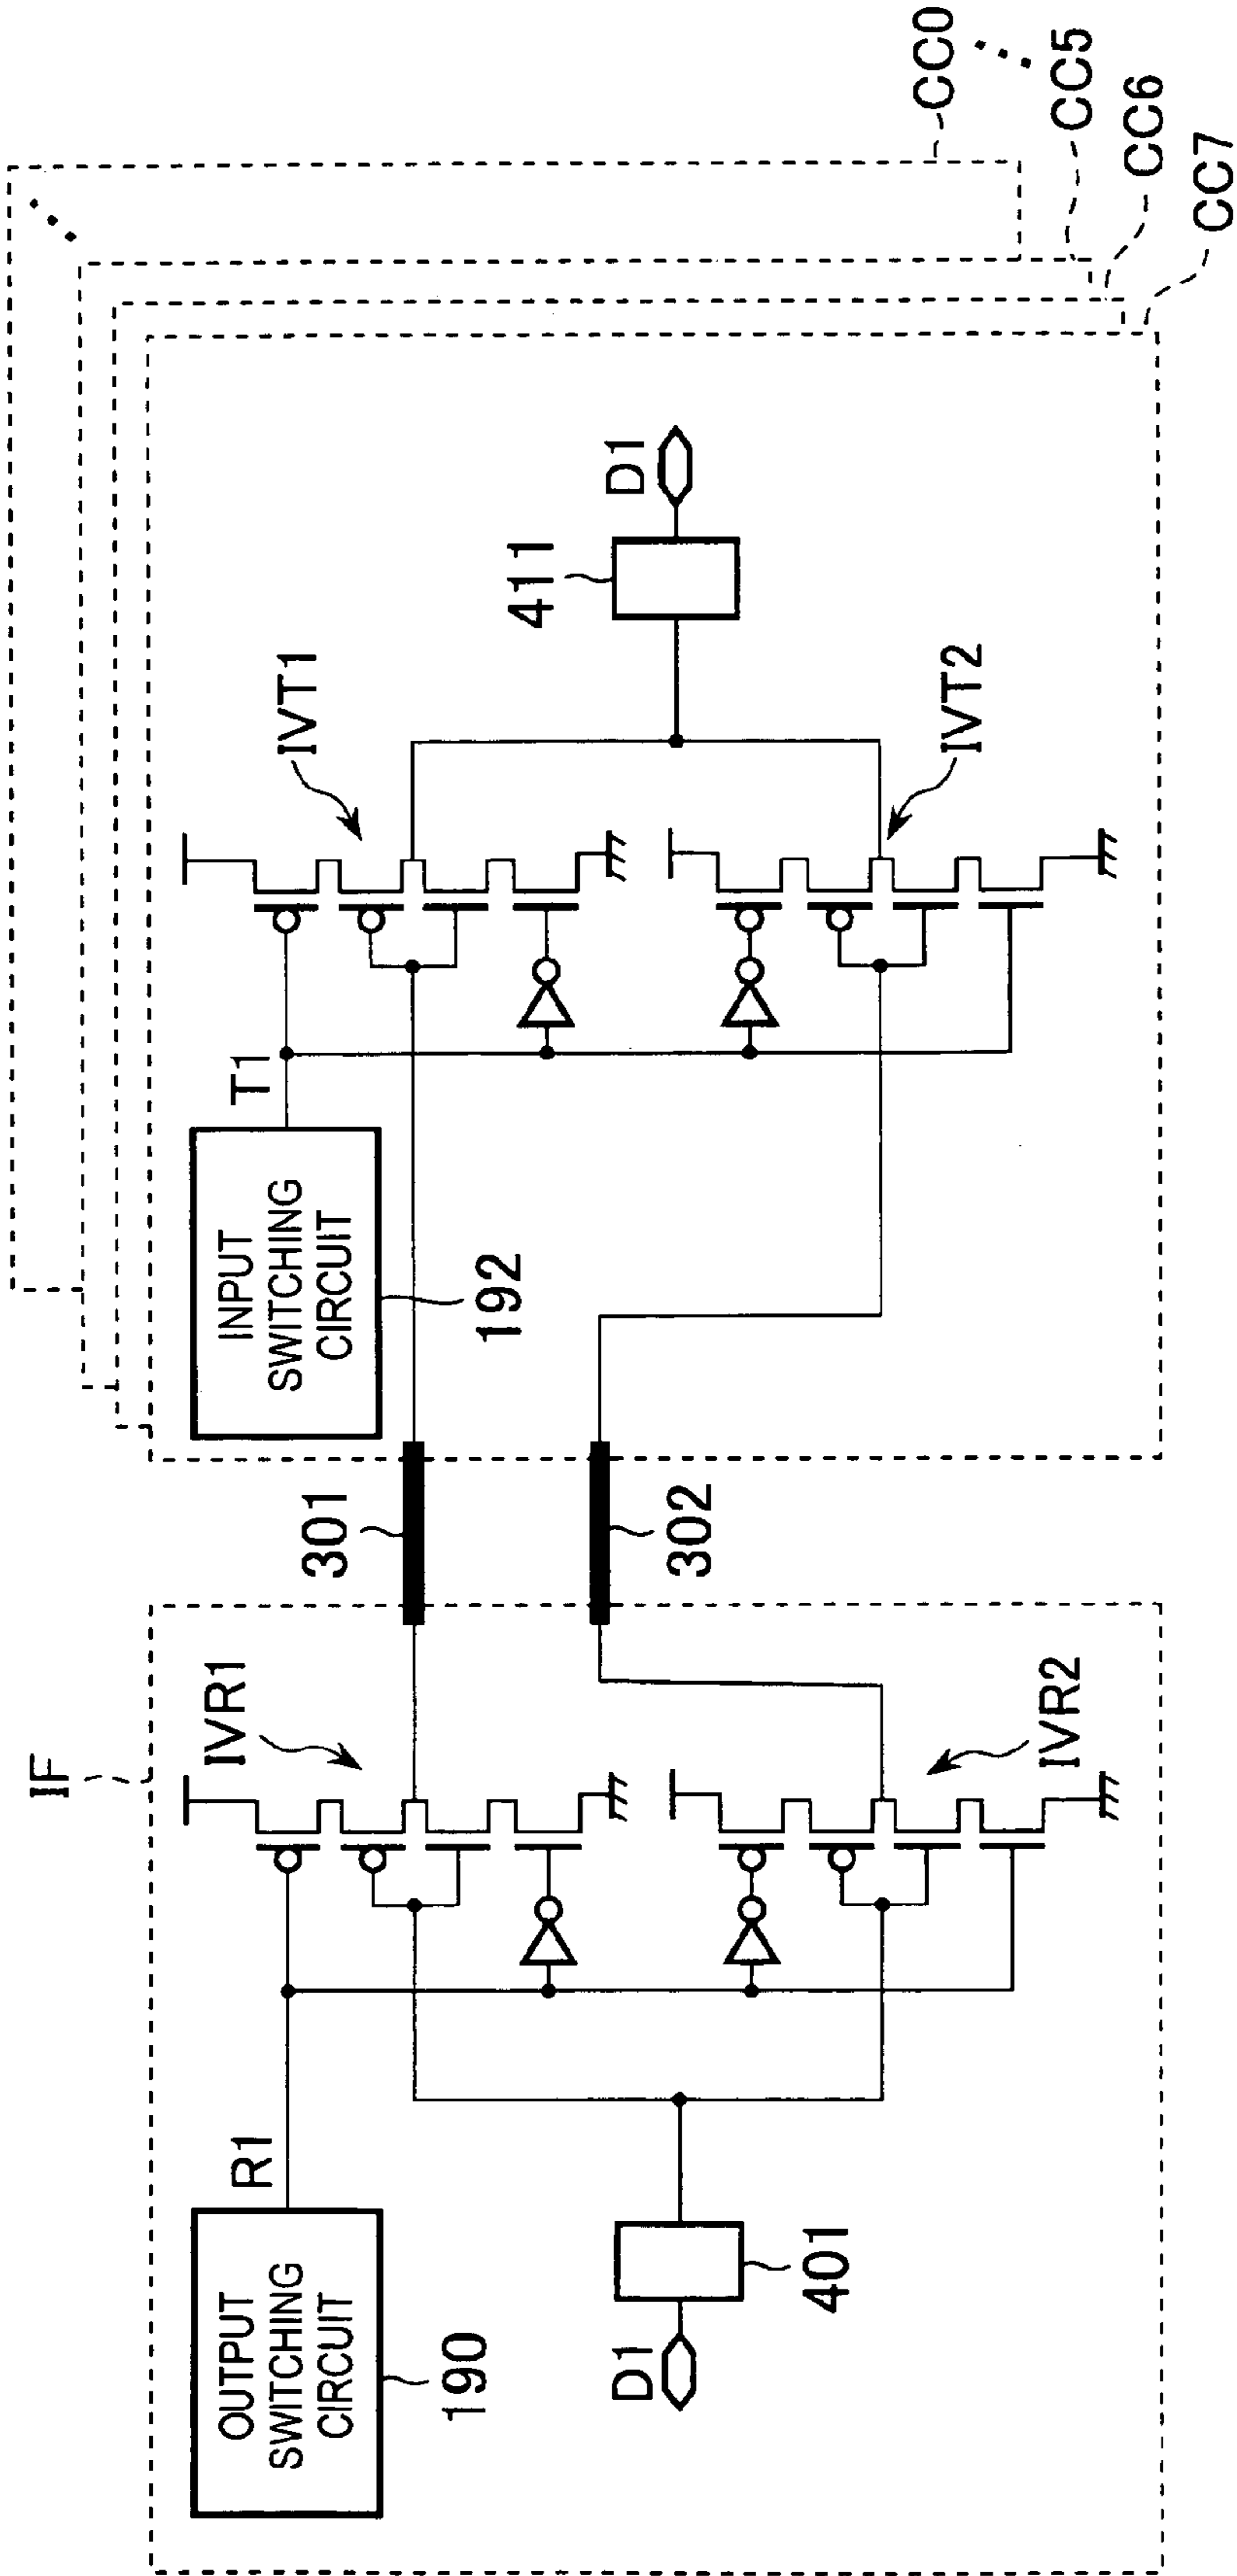 IF
OUTPUT
SWITCHING
CIRCUIT
190
R1
D1
401
IVR1
IVR2
301
302
INPUT
SWITCHING
CIRCUIT
192
T1
IVT1
IVT2
411
D1
CC0
CC5
CC6
CC7